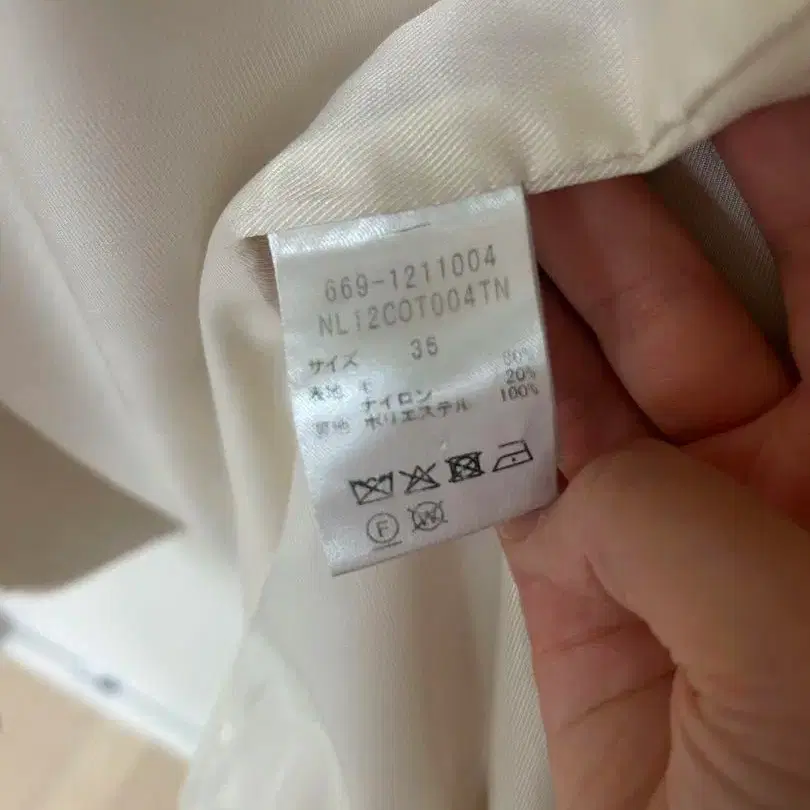 669-1211004
NL12COT004TN
サイズ 36
表地 毛 80%
ナイロン 20%
裏地 ポリエステル 100%
F
W